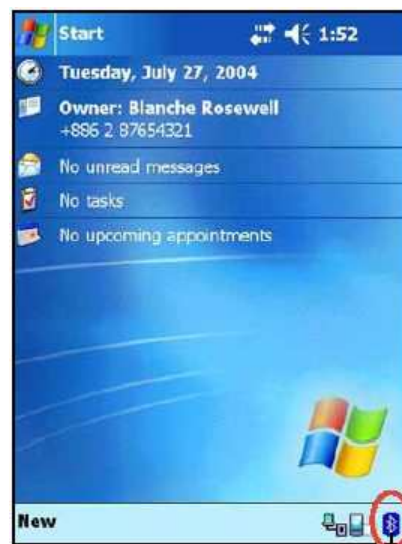 Start 1:52
Tuesday, July 27, 2004
Owner: Blanche Rosewell
+886 2 87654321
No unread messages
No tasks
No upcoming appointments
New